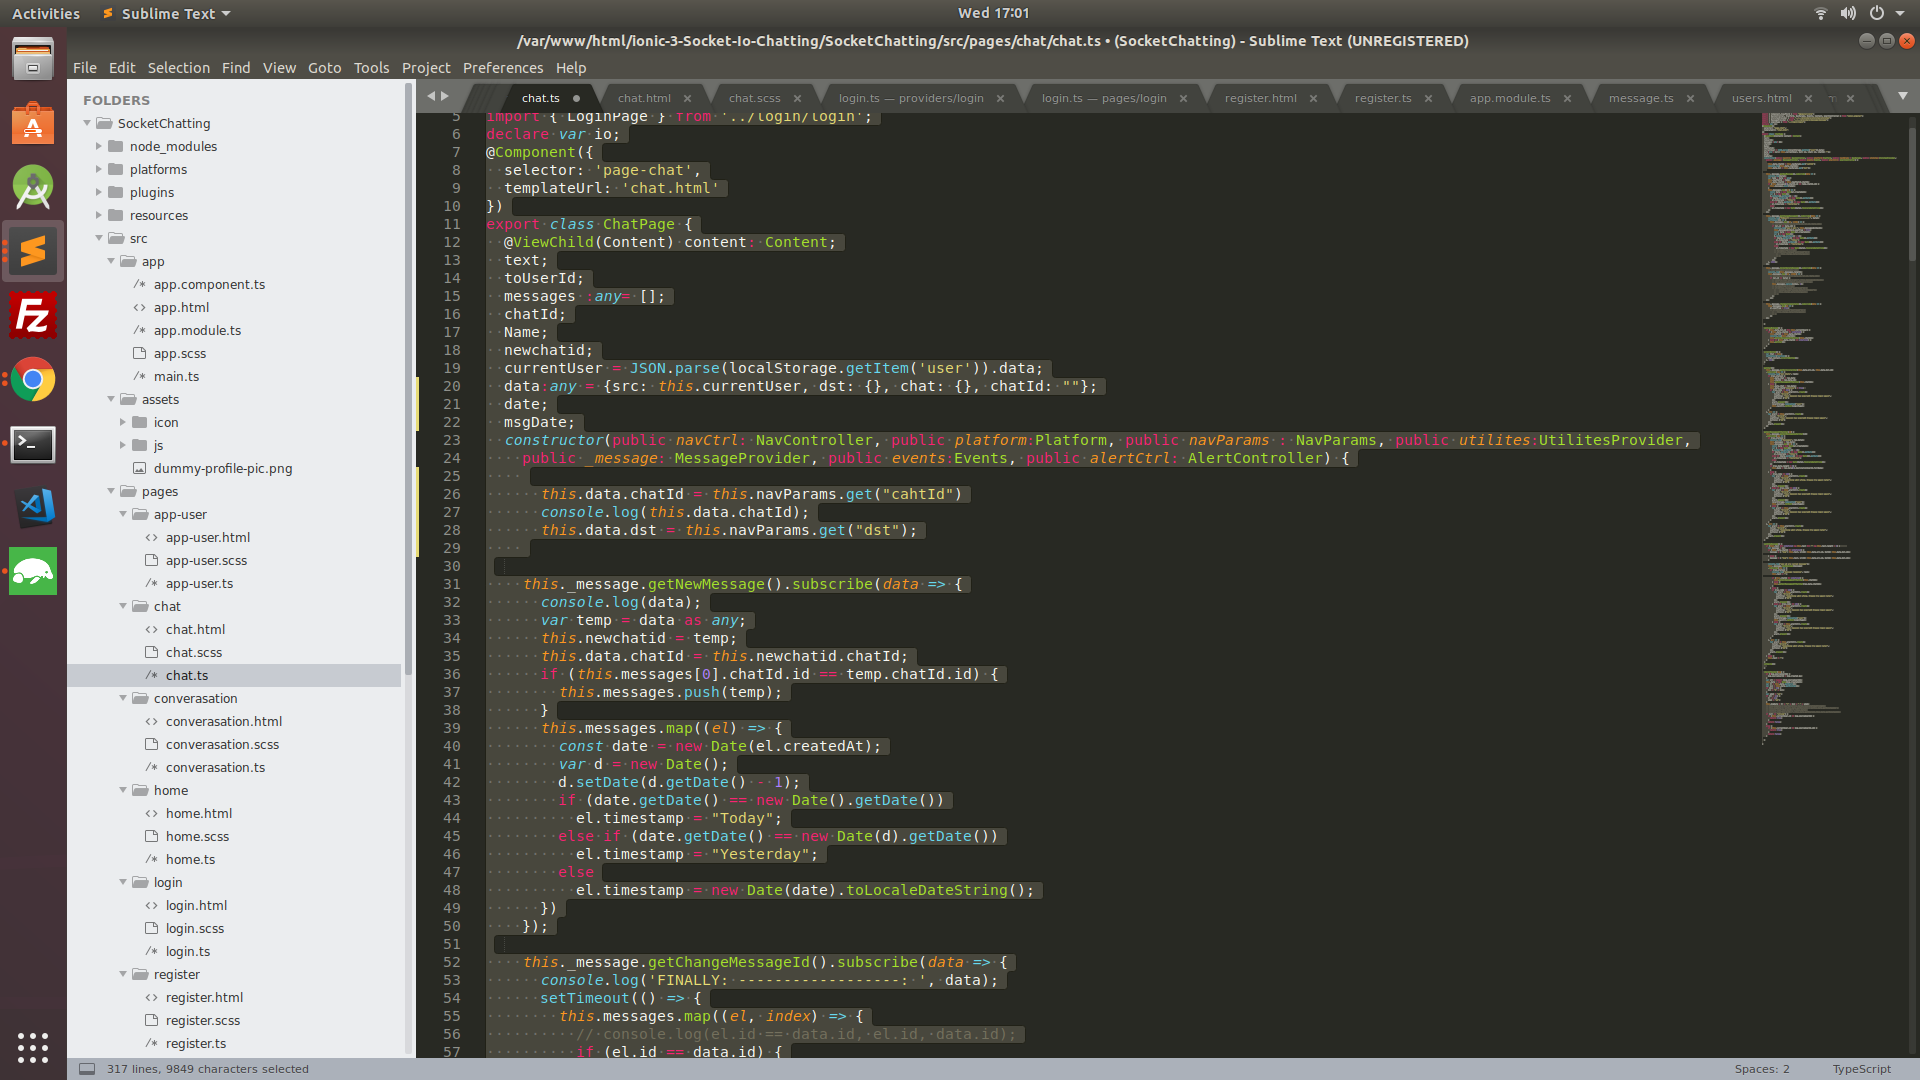 Activities
Sublime Text
Wed 17:01
/var/www/html/ionic-3-Socket-Io-Chatting/SocketChatting/src/pages/chat/chat.ts • (SocketChatting) - Sublime Text (UNREGISTERED)
File Edit Selection Find View Goto Tools Project Preferences Help
FOLDERS
SocketChatting
node_modules
platforms
plugins
resources
src
app
/* app.component.ts
<> app.html
/* app.module.ts
app.scss
/* main.ts
assets
icon
js
dummy-profile-pic.png
pages
app-user
<> app-user.html
app-user.scss
/* app-user.ts
chat
<> chat.html
chat.scss
/* chat.ts
converasation
<> converasation.html
converasation.scss
/* converasation.ts
home
<> home.html
home.scss
/* home.ts
login
<> login.html
login.scss
/* login.ts
register
<> register.html
register.scss
/* register.ts
chat.ts
chat.html
chat.scss
login.ts — providers/login
login.ts — pages/login
register.html
register.ts
app.module.ts
message.ts
users.html
5 import { LoginPage } from '../login/login';
6 declare var io;
7 @Component({
8 selector: 'page-chat',
9 templateUrl: 'chat.html'
10 })
11 export class ChatPage {
12 @ViewChild(Content) content: Content;
13 text;
14 toUserId;
15 messages :any= [];
16 chatId;
17 Name;
18 newchatid;
19 currentUser = JSON.parse(localStorage.getItem('user')).data;
20 data:any = {src: this.currentUser, dst: {}, chat: {}, chatId: ""};
21 date;
22 msgDate;
23 constructor(public navCtrl: NavController, public platform:Platform, public navParams : NavParams, public utilites:UtilitesProvider,
24 public _message: MessageProvider, public events:Events, public alertCtrl: AlertController) {
25
26 this.data.chatId = this.navParams.get("cahtId")
27 console.log(this.data.chatId);
28 this.data.dst = this.navParams.get("dst");
29
30
31 this._message.getNewMessage().subscribe(data => {
32 console.log(data);
33 var temp = data as any;
34 this.newchatid = temp;
35 this.data.chatId = this.newchatid.chatId;
36 if (this.messages[0].chatId.id == temp.chatId.id) {
37 this.messages.push(temp);
38 }
39 this.messages.map((el) => {
40 const date = new Date(el.createdAt);
41 var d = new Date();
42 d.setDate(d.getDate() - 1);
43 if (date.getDate() == new Date().getDate())
44 el.timestamp = "Today";
45 else if (date.getDate() == new Date(d).getDate())
46 el.timestamp = "Yesterday";
47 else
48 el.timestamp = new Date(date).toLocaleDateString();
49 })
50 });
51
52 this._message.getChangeMessageId().subscribe(data => {
53 console.log('FINALLY: ------------------: ', data);
54 setTimeout(() => {
55 this.messages.map((el, index) => {
56 // console.log(el.id == data.id, el.id, data.id);
57 if (el.id == data.id) {
317 lines, 9849 characters selected
Spaces: 2
TypeScript